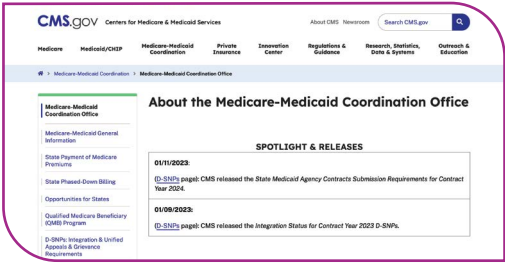 CMS.gov Centers for Medicare & Medicaid Services
About CMS Newsroom Search CMS.gov
Medicare Medicaid/CHIP Medicare-Medicaid Coordination Private Insurance Innovation Center Regulations & Guidance Research, Statistics, Data & Systems Outreach & Education
> Medicare-Medicaid Coordination > Medicare-Medicaid Coordination Office
Medicare-Medicaid
Coordination Office
Medicare-Medicaid General
Information
State Payment of Medicare
Premiums
State Phased-Down Billing
Opportunities for States
Qualified Medicare Beneficiary
(QMB) Program
D-SNPs: Integration & Unified
Appeals & Grievance
Requirements
About the Medicare-Medicaid Coordination Office
SPOTLIGHT & RELEASES
01/11/2023:
(D-SNPs page): CMS released the State Medicaid Agency Contracts Submission Requirements for Contract
Year 2024.
01/09/2023:
(D-SNPs page): CMS released the Integration Status for Contract Year 2023 D-SNPs.